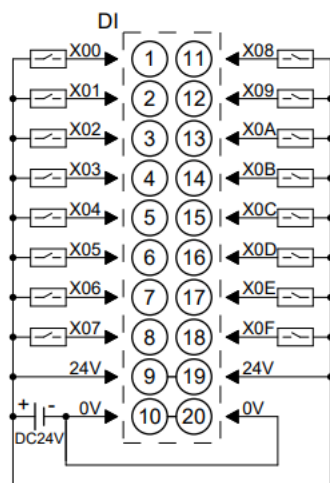 DI
X00 1 11 X08
X01 2 12 X09
X02 3 13 X0A
X03 4 14 X0B
X04 5 15 X0C
X05 6 16 X0D
X06 7 17 X0E
X07 8 18 X0F
24V 9 19 24V
+ - 0V 10 20 0V
DC24V